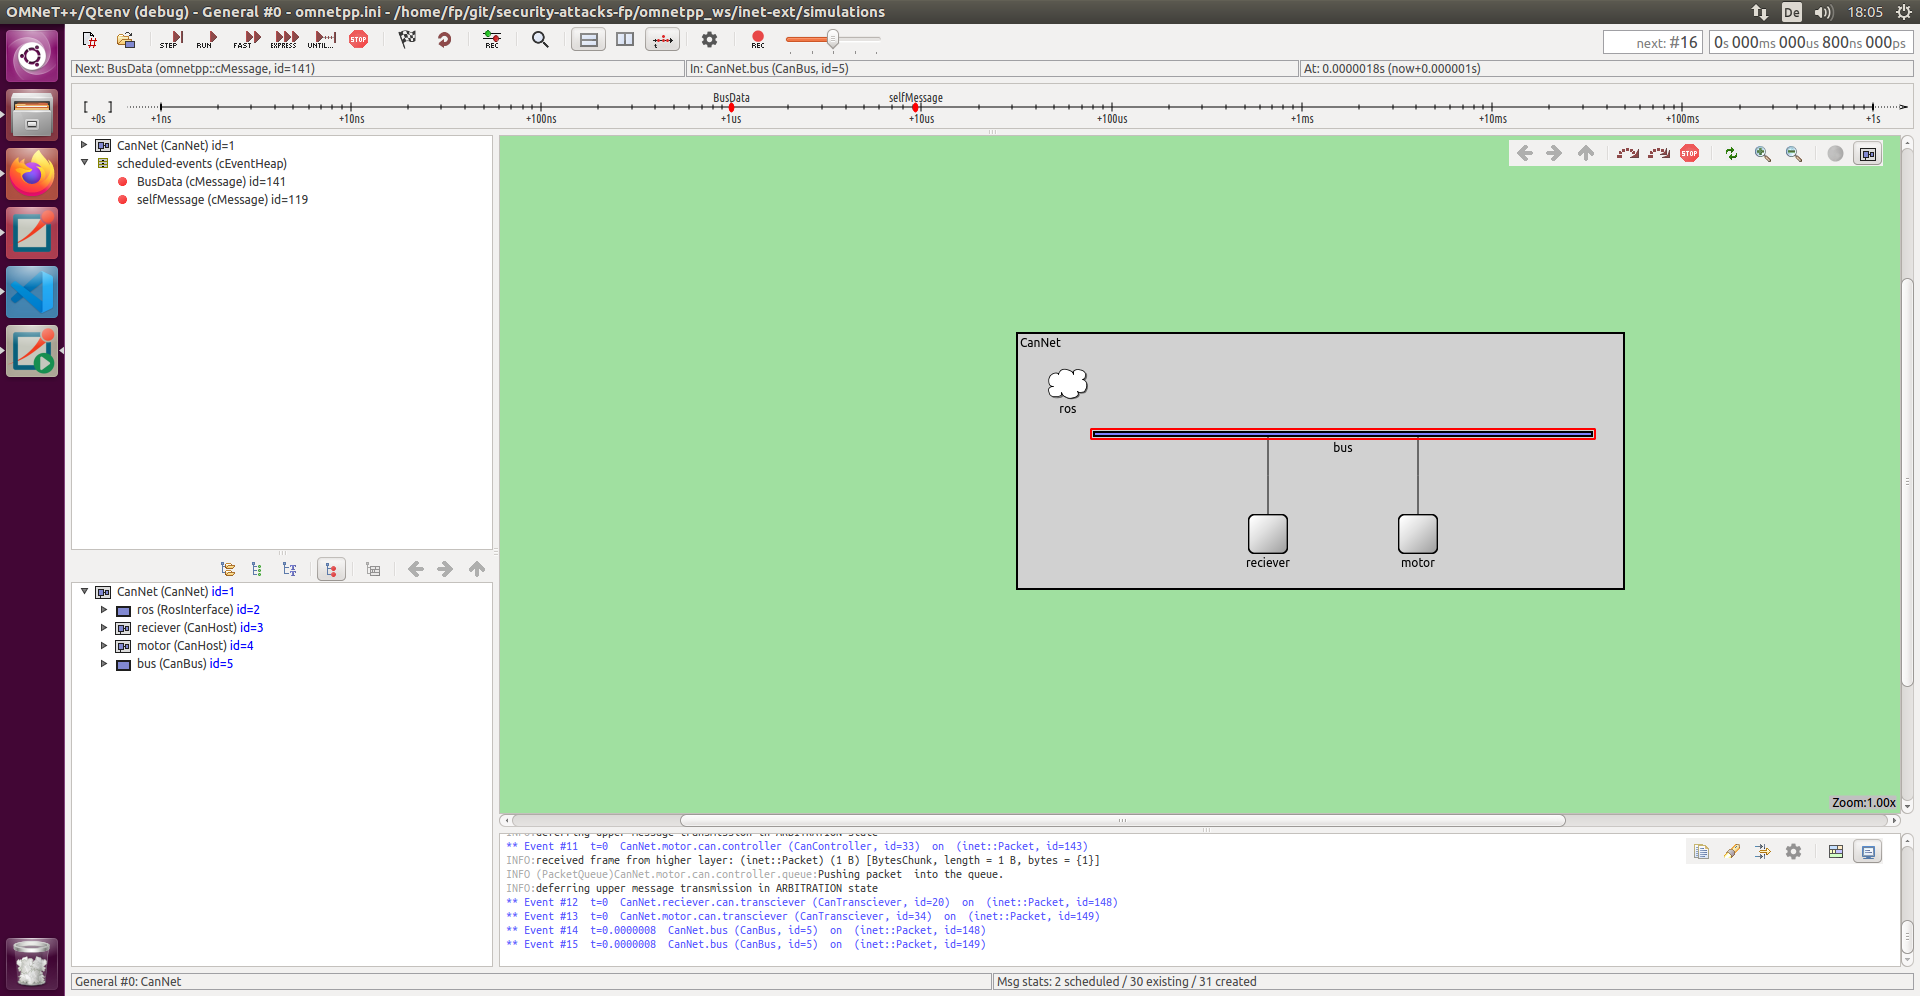 OMNeT++/Qtenv (debug) - General #0 - omnetpp.ini - /home/fp/git/security-attacks-fp/omnetpp_ws/inet-ext/simulations
De 18:05
STEP RUN FAST EXPRESS UNTIL... STOP REC REC
next: #16 0s 000ms 000us 800ns 000ps
Next: BusData (omnetpp::cMessage, id=141) In: CanNet.bus (CanBus, id=5) At: 0.0000018s (now+0.000001s)
BusData selfMessage
[ ]
+0s +1ns +10ns +100ns +1us +10us +100us +1ms +10ms +100ms +1s
CanNet (CanNet) id=1
scheduled-events (cEventHeap)
BusData (cMessage) id=141
selfMessage (cMessage) id=119
STOP
CanNet
ros
bus
reciever motor
CanNet (CanNet) id=1
ros (RosInterface) id=2
reciever (CanHost) id=3
motor (CanHost) id=4
bus (CanBus) id=5
Zoom:1.00x
INFO:deferring upper message transmission in ARBITRATION state
** Event #11 t=0 CanNet.motor.can.controller (CanController, id=33) on (inet::Packet, id=143)
INFO:received frame from higher layer: (inet::Packet) (1 B) [BytesChunk, length = 1 B, bytes = {1}]
INFO (PacketQueue)CanNet.motor.can.controller.queue:Pushing packet into the queue.
INFO:deferring upper message transmission in ARBITRATION state
** Event #12 t=0 CanNet.reciever.can.transciever (CanTransciever, id=20) on (inet::Packet, id=148)
** Event #13 t=0 CanNet.motor.can.transciever (CanTransciever, id=34) on (inet::Packet, id=149)
** Event #14 t=0.0000008 CanNet.bus (CanBus, id=5) on (inet::Packet, id=148)
** Event #15 t=0.0000008 CanNet.bus (CanBus, id=5) on (inet::Packet, id=149)
General #0: CanNet Msg stats: 2 scheduled / 30 existing / 31 created